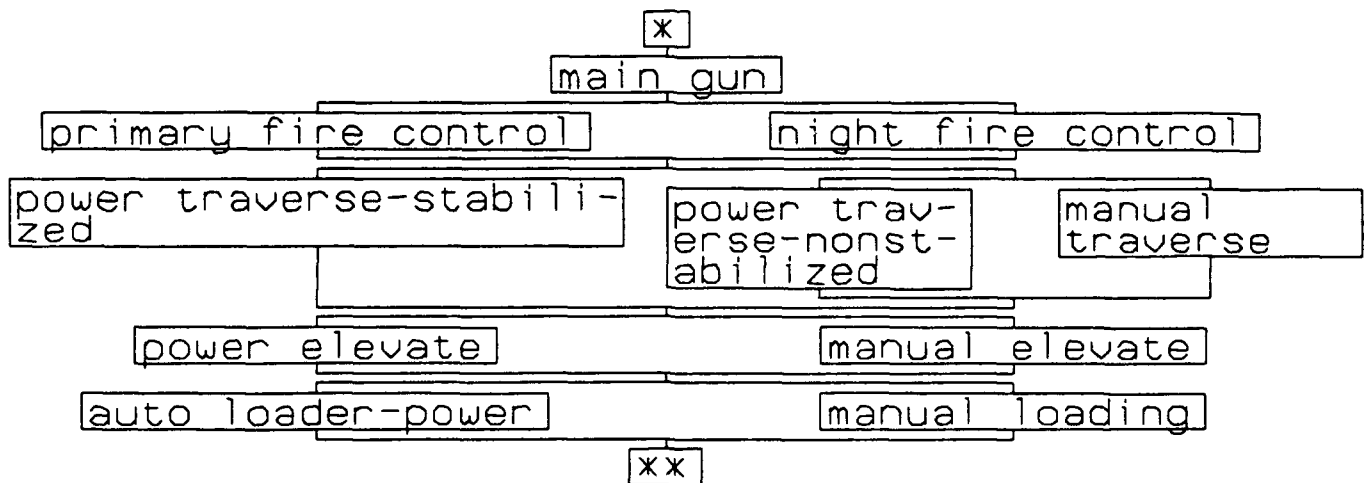 *
main gun
primary fire control night fire control
power traverse-stabili-
zed
power trav-
erse-nonst-
abilized
manual
traverse
power elevate manual elevate
auto loader-power manual loading
**